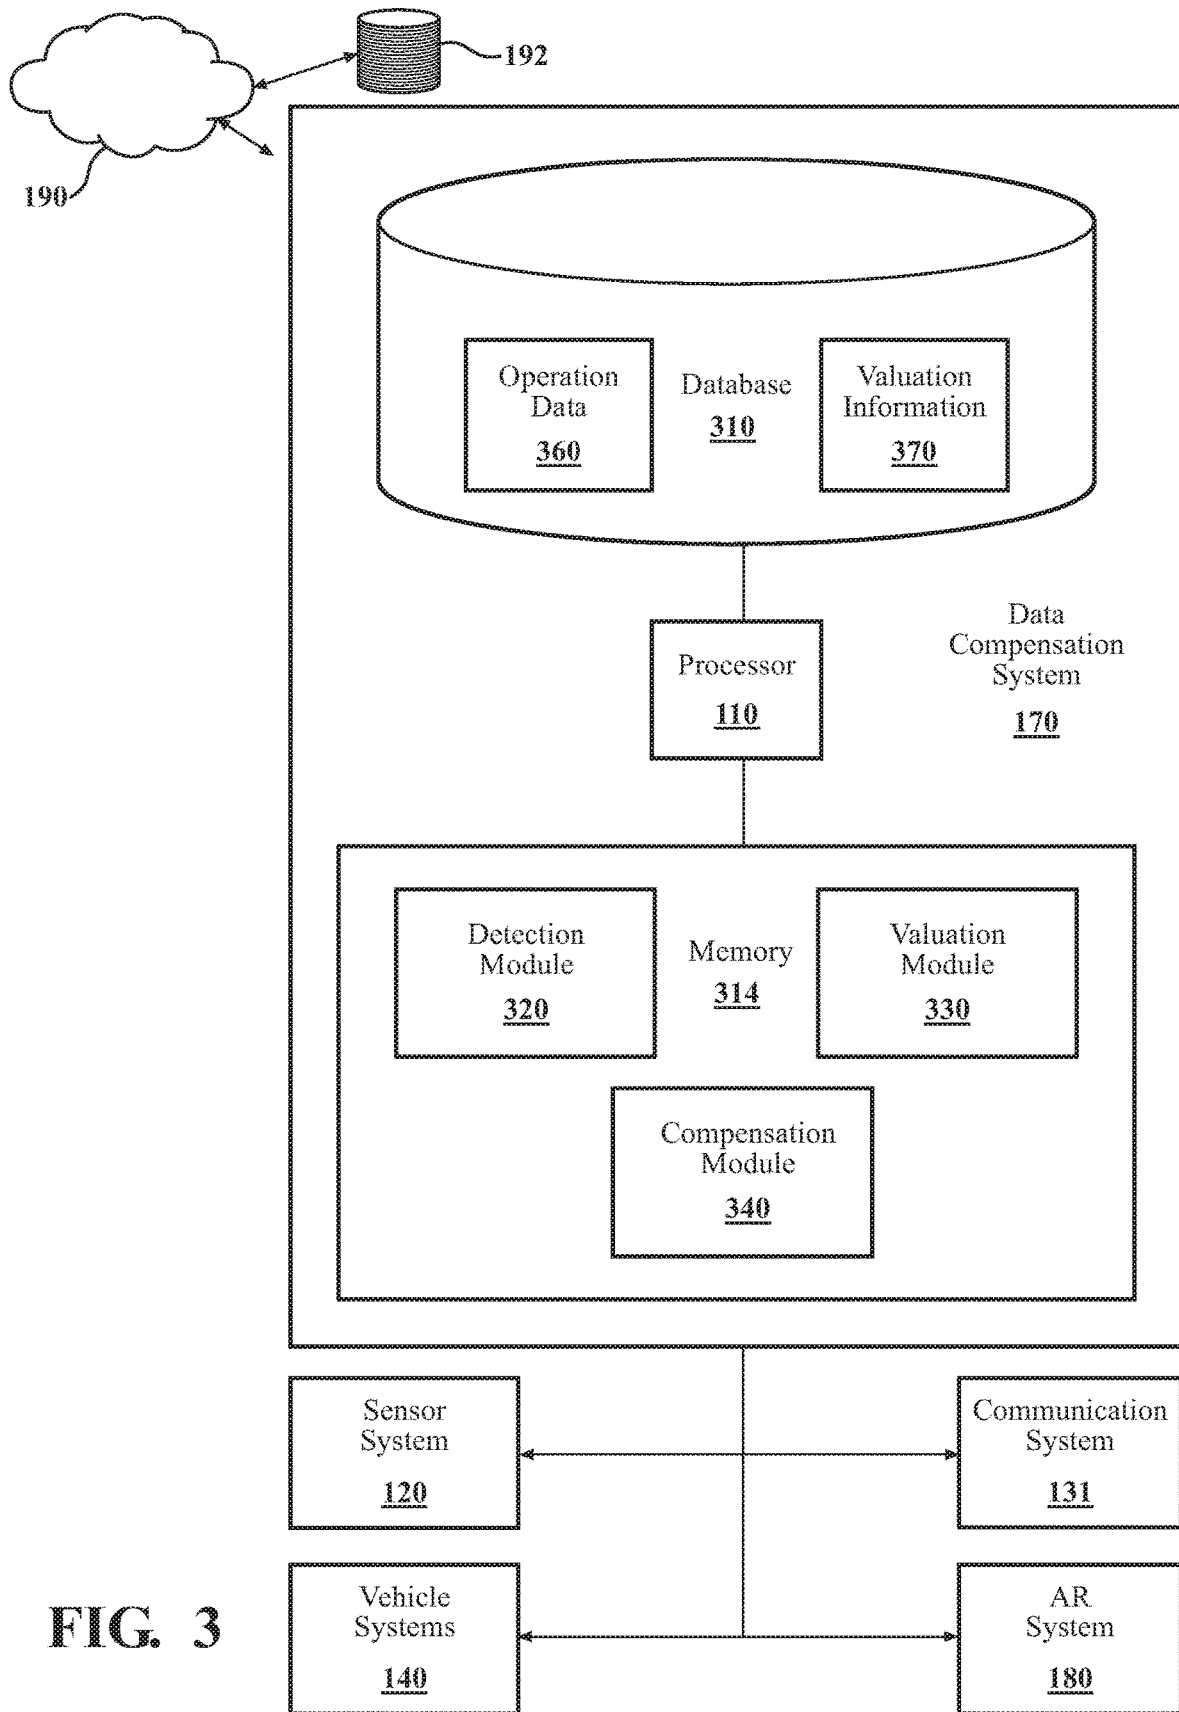 192
190
Operation
Data
360
Database
310
Valuation
Information
370
Processor
110
Data
Compensation
System
170
Detection
Module
320
Memory
314
Valuation
Module
330
Compensation
Module
340
Sensor
System
120
Communication
System
131
Vehicle
Systems
140
AR
System
180
FIG. 3